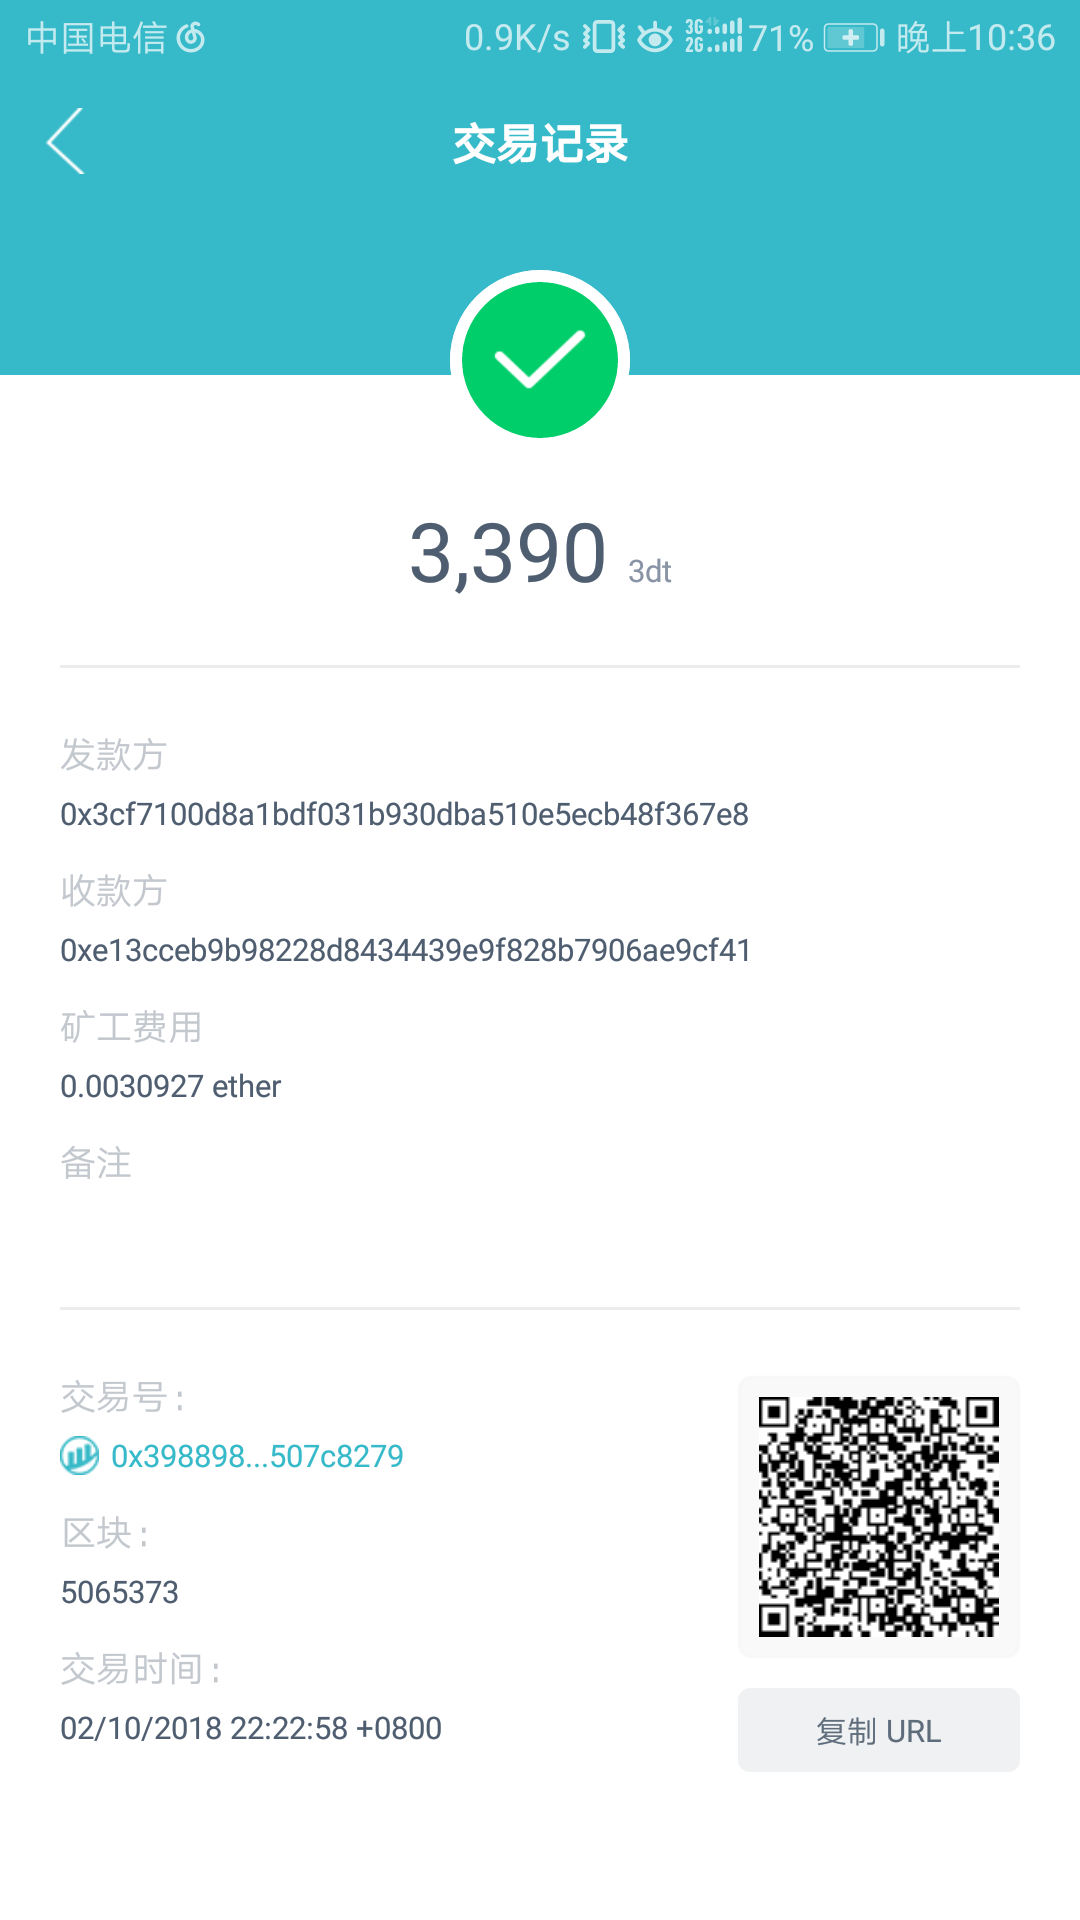 中国电信 0.9K/s 3G 2G 71% 晚上10:36
交易记录
3,390 3dt
发款方
0x3cf7100d8a1bdf031b930dba510e5ecb48f367e8
收款方
0xe13cceb9b98228d8434439e9f828b7906ae9cf41
矿工费用
0.0030927 ether
备注
交易号:
0x398898...507c8279
区块:
5065373
交易时间:
02/10/2018 22:22:58 +0800
复制 URL